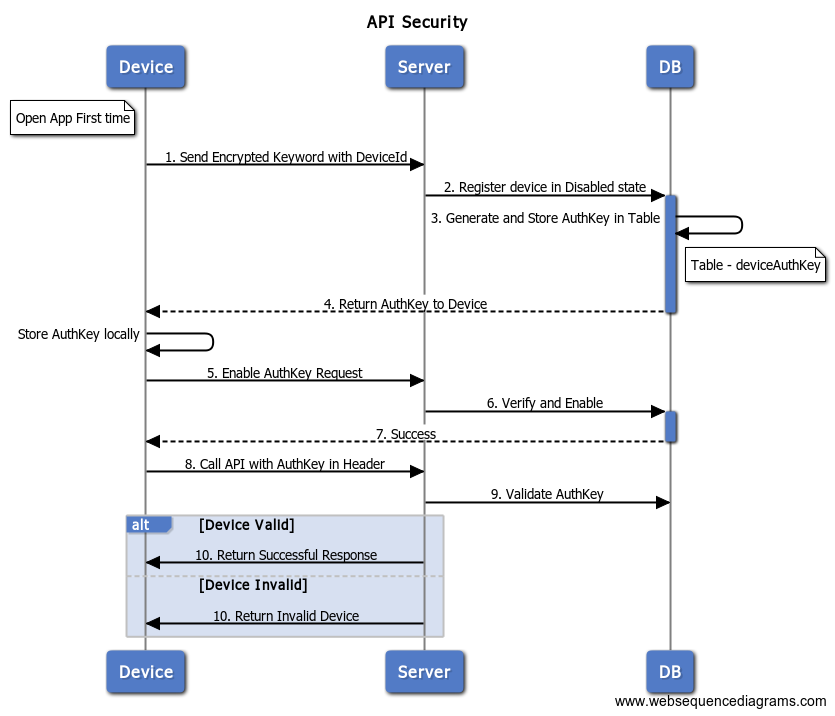 API Security
Device
Server
DB
Open App First time
1. Send Encrypted Keyword with DeviceId
2. Register device in Disabled state
3. Generate and Store AuthKey in Table
Table - deviceAuthKey
4. Return AuthKey to Device
Store AuthKey locally
5. Enable AuthKey Request
6. Verify and Enable
7. Success
8. Call API with AuthKey in Header
9. Validate AuthKey
alt
[Device Valid]
10. Return Successful Response
[Device Invalid]
10. Return Invalid Device
Device
Server
DB
www.websequencediagrams.com